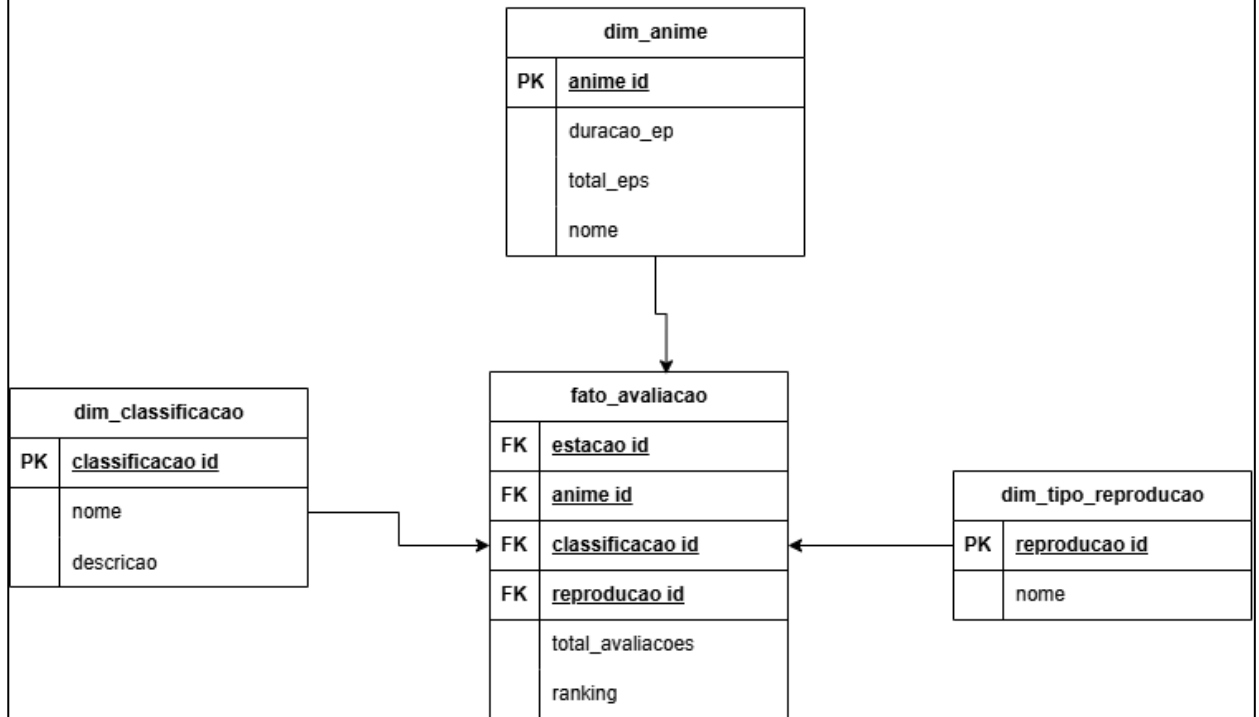 dim_anime
PK anime id
duracao_ep
total_eps
nome
dim_classificacao
PK classificacao id
nome
descricao
fato_avaliacao
FK estacao id
FK anime id
FK classificacao id
FK reproducao id
total_avaliacoes
ranking
dim_tipo_reproducao
PK reproducao id
nome